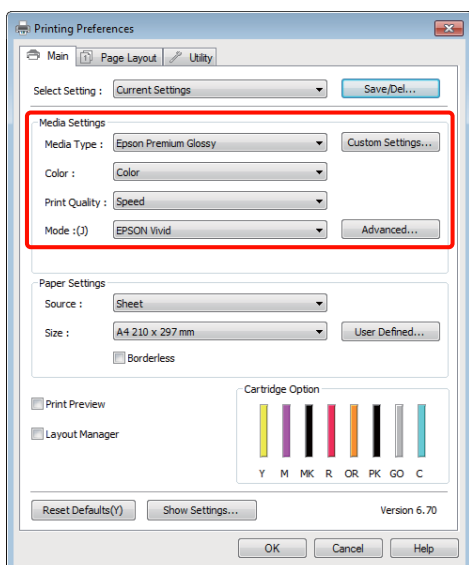 Printing Preferences
Main Page Layout Utility
Select Setting : Current Settings Save/Del...
Media Settings
Media Type : Epson Premium Glossy Custom Settings...
Color : Color
Print Quality : Speed
Mode :(J) EPSON Vivid Advanced...
Paper Settings
Source : Sheet
Size : A4 210 x 297 mm User Defined...
Borderless
Print Preview
Layout Manager
Cartridge Option
Y M MK R OR PK GO C
Reset Defaults(Y) Show Settings... Version 6.70
OK Cancel Help